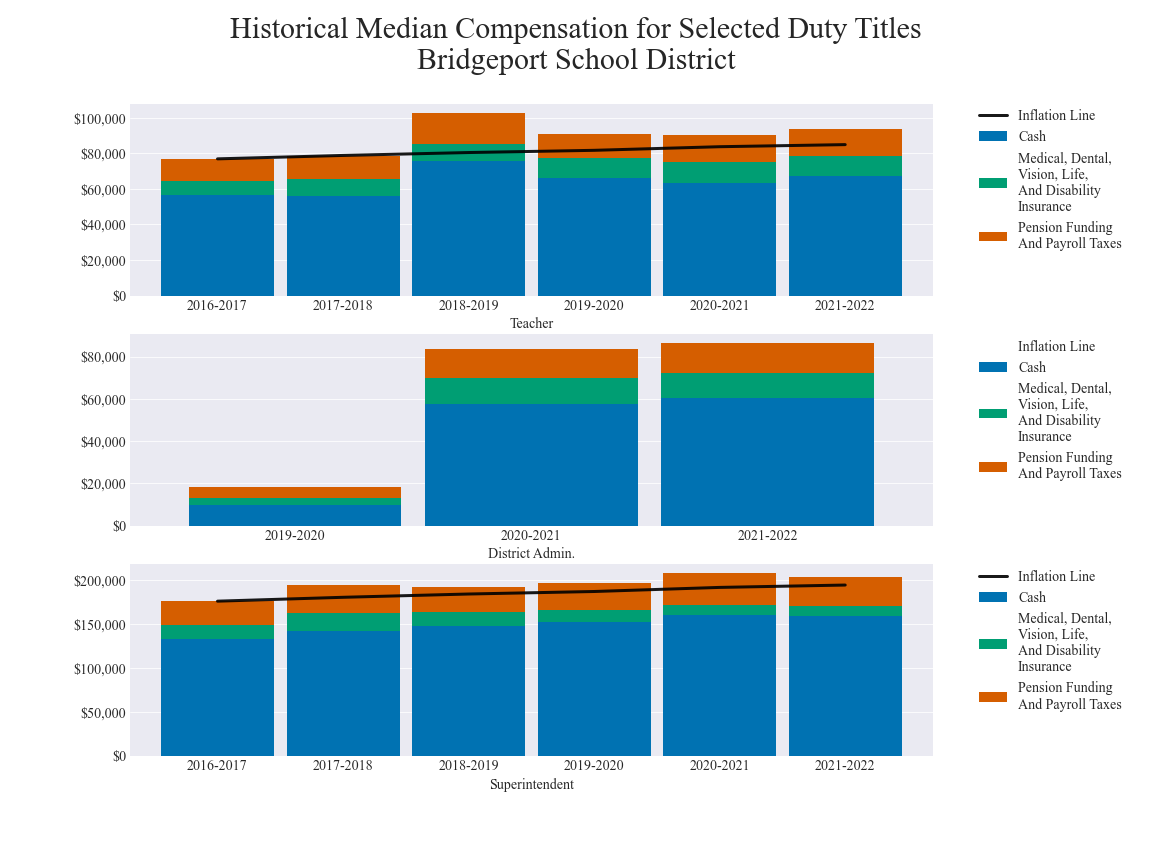 Historical Median Compensation for Selected Duty Titles
Bridgeport School District
$100,000
$80,000
$60,000
$40,000
$20,000
$0
2016-2017
2017-2018
2018-2019
2019-2020
2020-2021
2021-2022
Teacher
Inflation Line
Cash
Medical, Dental,
Vision, Life,
And Disability
Insurance
Pension Funding
And Payroll Taxes
$80,000
$60,000
$40,000
$20,000
$0
2019-2020
2020-2021
2021-2022
District Admin.
Inflation Line
Cash
Medical, Dental,
Vision, Life,
And Disability
Insurance
Pension Funding
And Payroll Taxes
$200,000
$150,000
$100,000
$50,000
$0
2016-2017
2017-2018
2018-2019
2019-2020
2020-2021
2021-2022
Superintendent
Inflation Line
Cash
Medical, Dental,
Vision, Life,
And Disability
Insurance
Pension Funding
And Payroll Taxes